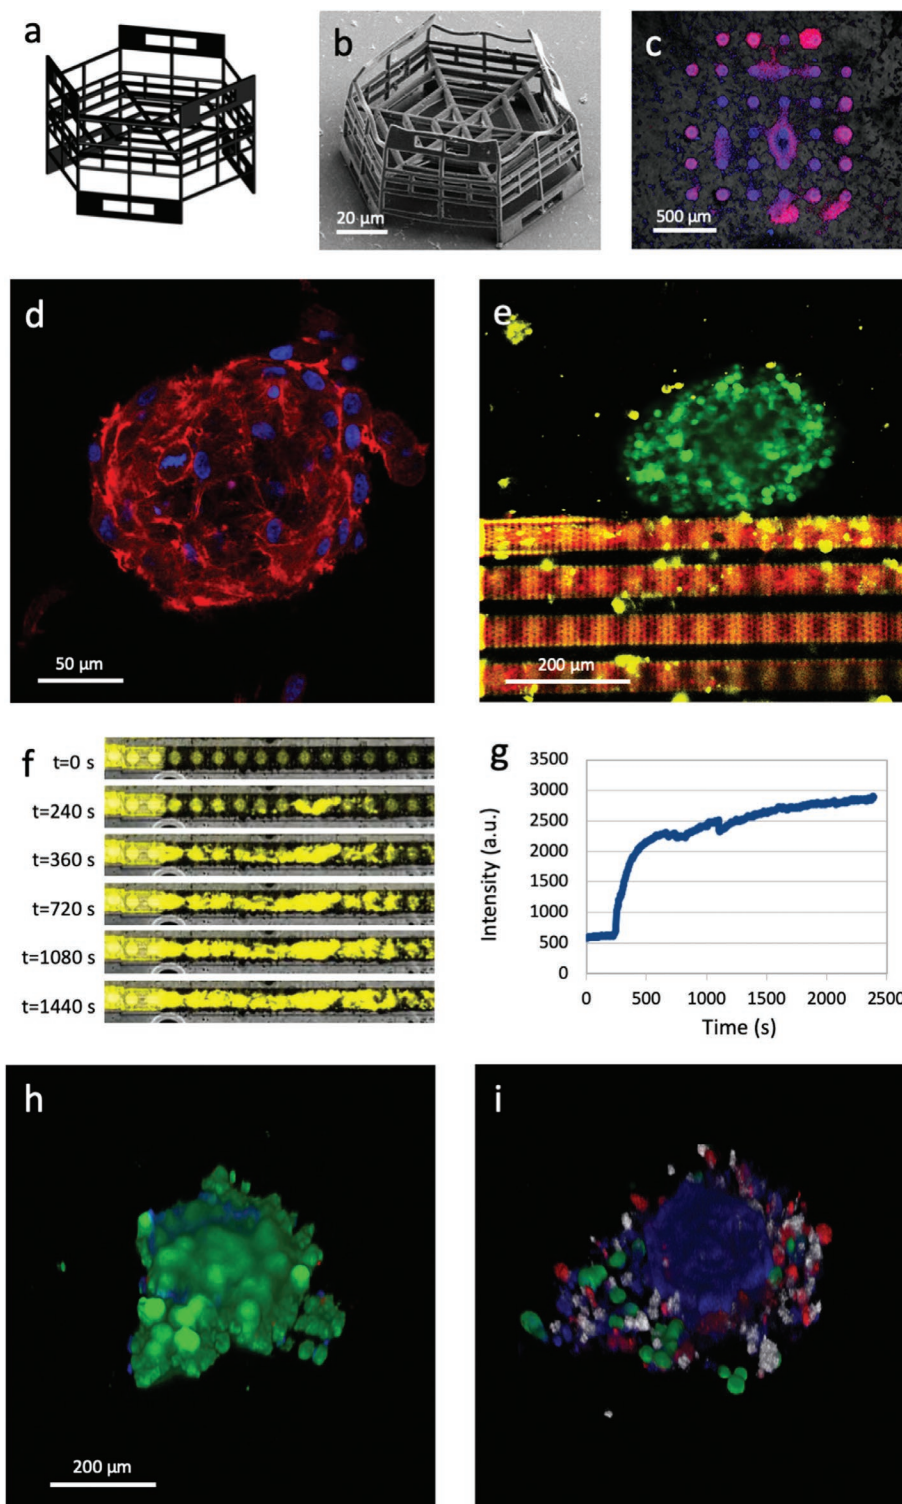 a
b
c
20 µm
500 µm
d
e
50 µm
200 µm
f
t=0 s
t=240 s
t=360 s
t=720 s
t=1080 s
t=1440 s
g
3500
3000
2500
2000
1500
1000
500
0
Intensity (a.u.)
0 500 1000 1500 2000 2500
Time (s)
h
i
200 µm